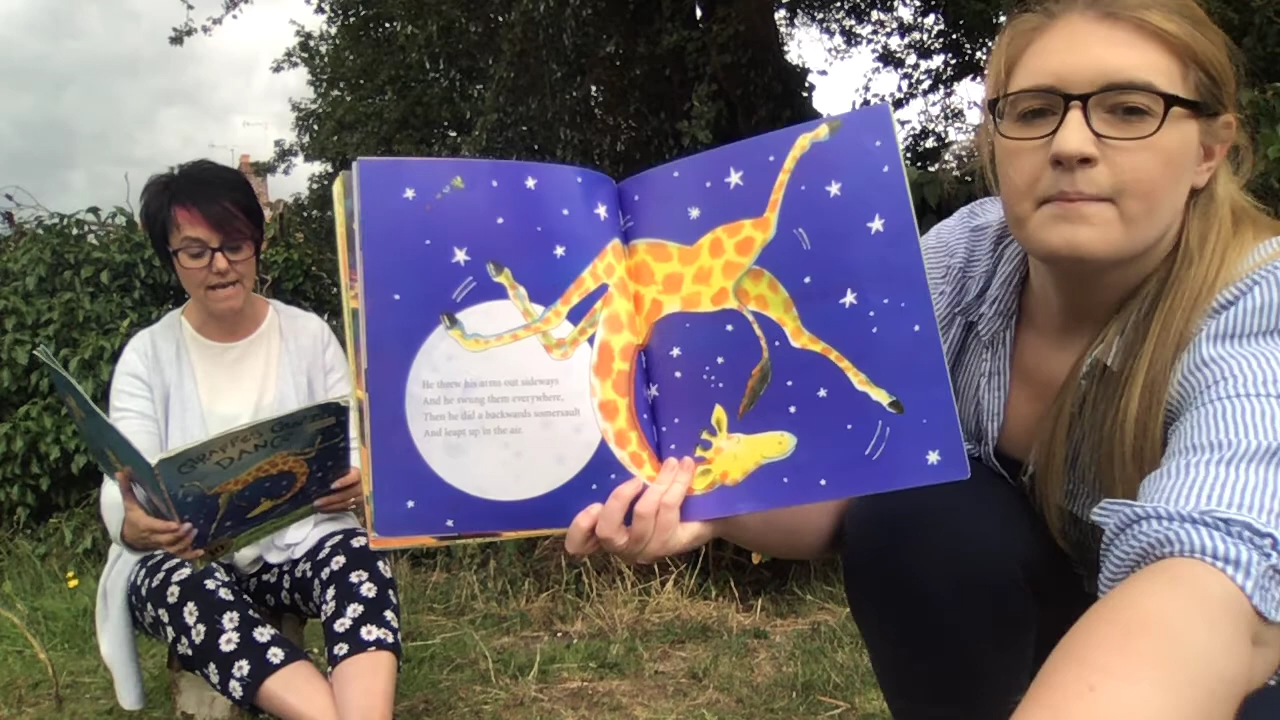 He threw his arms out sideways
And he swung them everywhere,
Then he did a backwards somersault
And leapt up in the air.
GIRAFFES CAN'T
DANCE